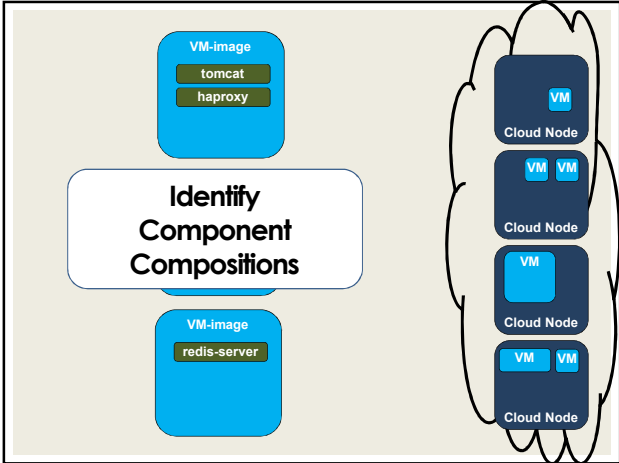 VM-image
tomcat
haproxy
Identify
Component
Compositions
VM-image
redis-server
VM
Cloud Node
VM VM
Cloud Node
VM
Cloud Node
VM VM
Cloud Node